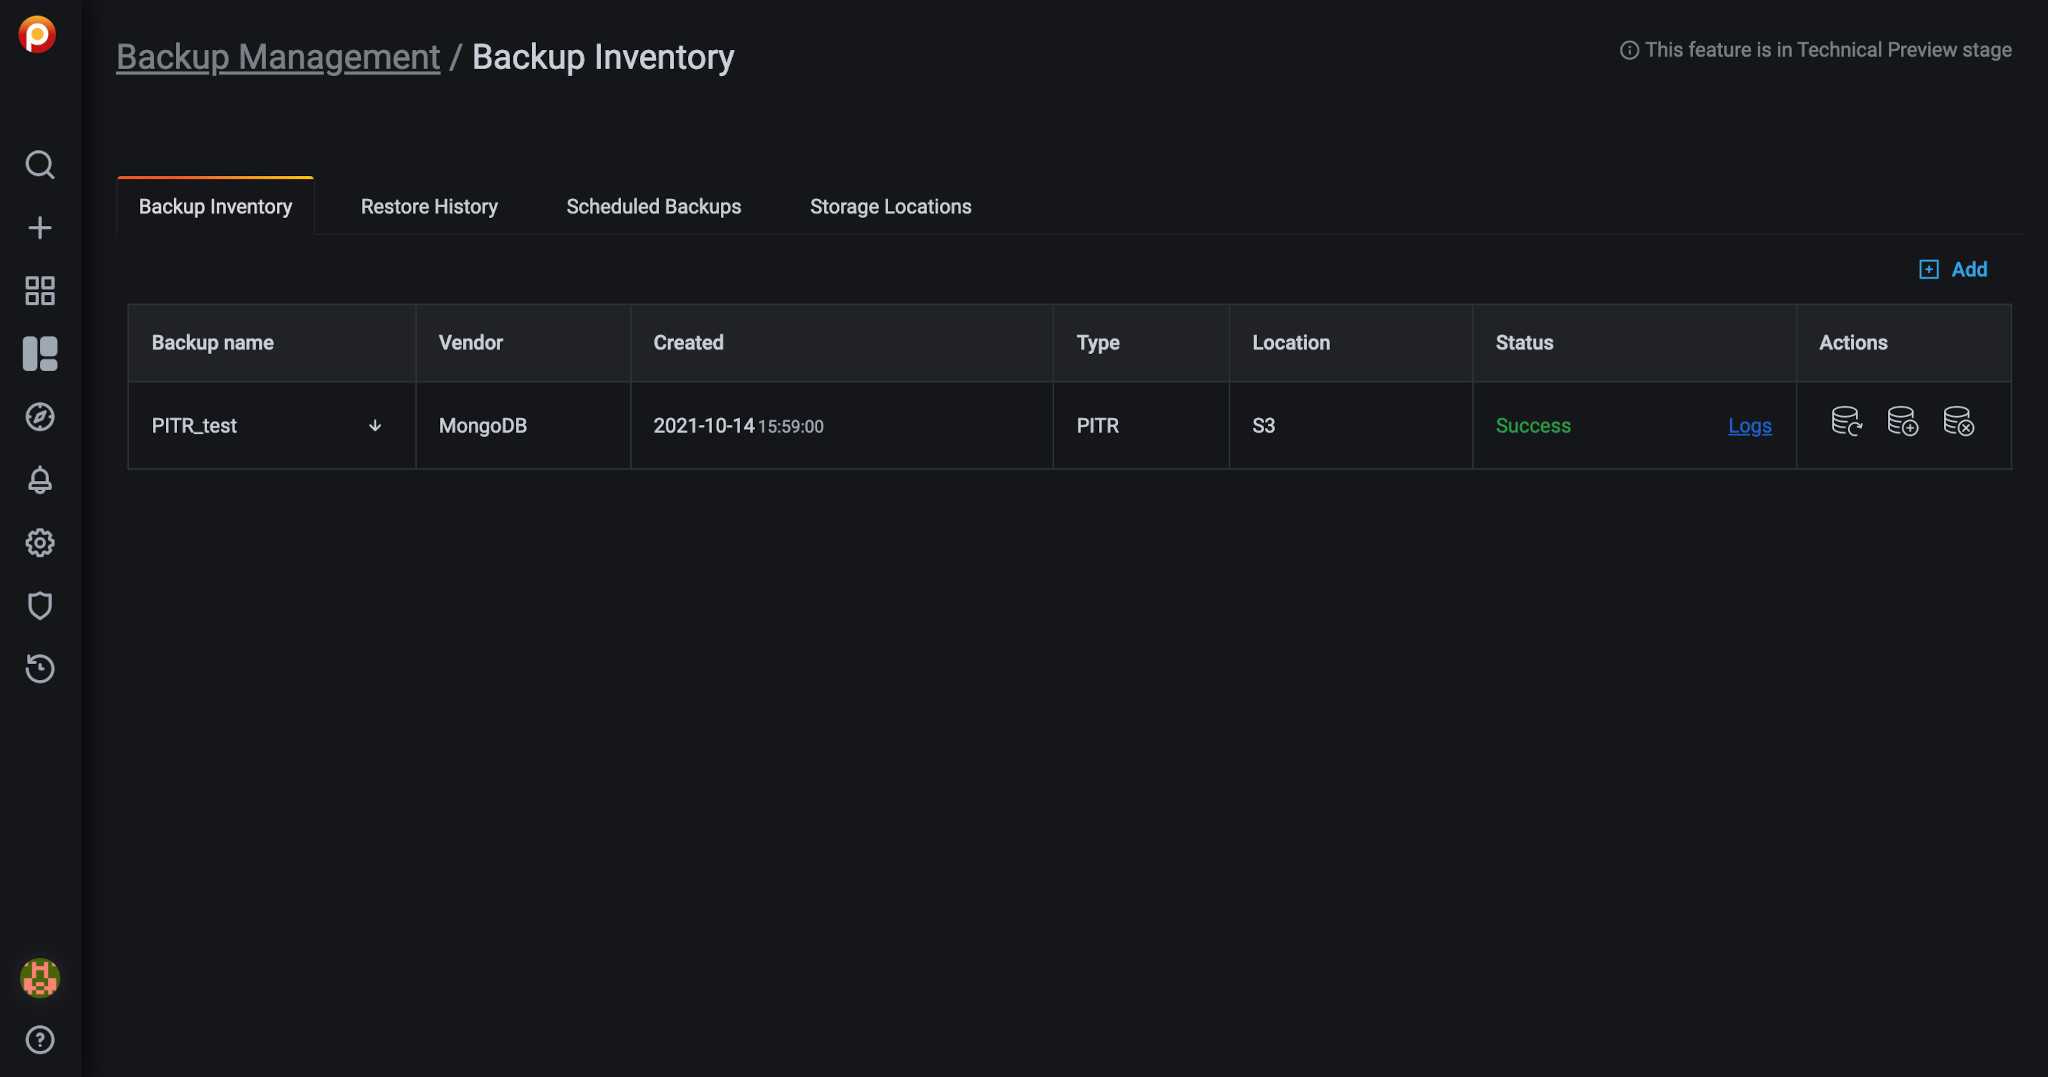 Backup Management / Backup Inventory
This feature is in Technical Preview stage
Backup Inventory Restore History Scheduled Backups Storage Locations
Add
Backup name Vendor Created Type Location Status Actions
PITR_test MongoDB 2021-10-14 15:59:00 PITR S3 Success Logs